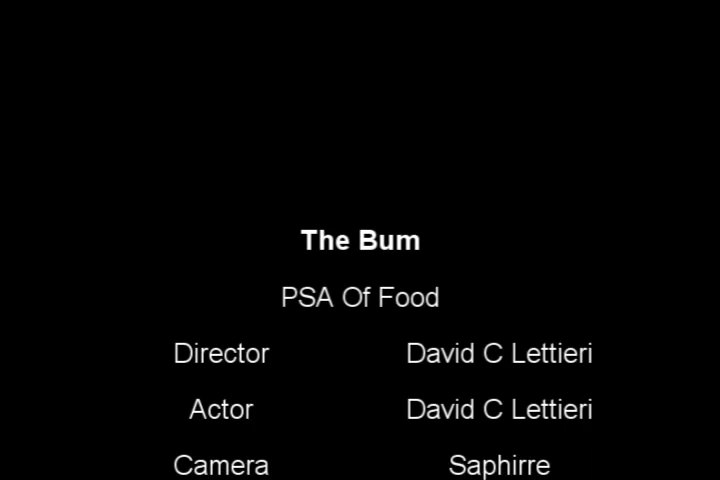 The Bum
PSA Of Food
Director David C Lettieri
Actor David C Lettieri
Camera Saphirre